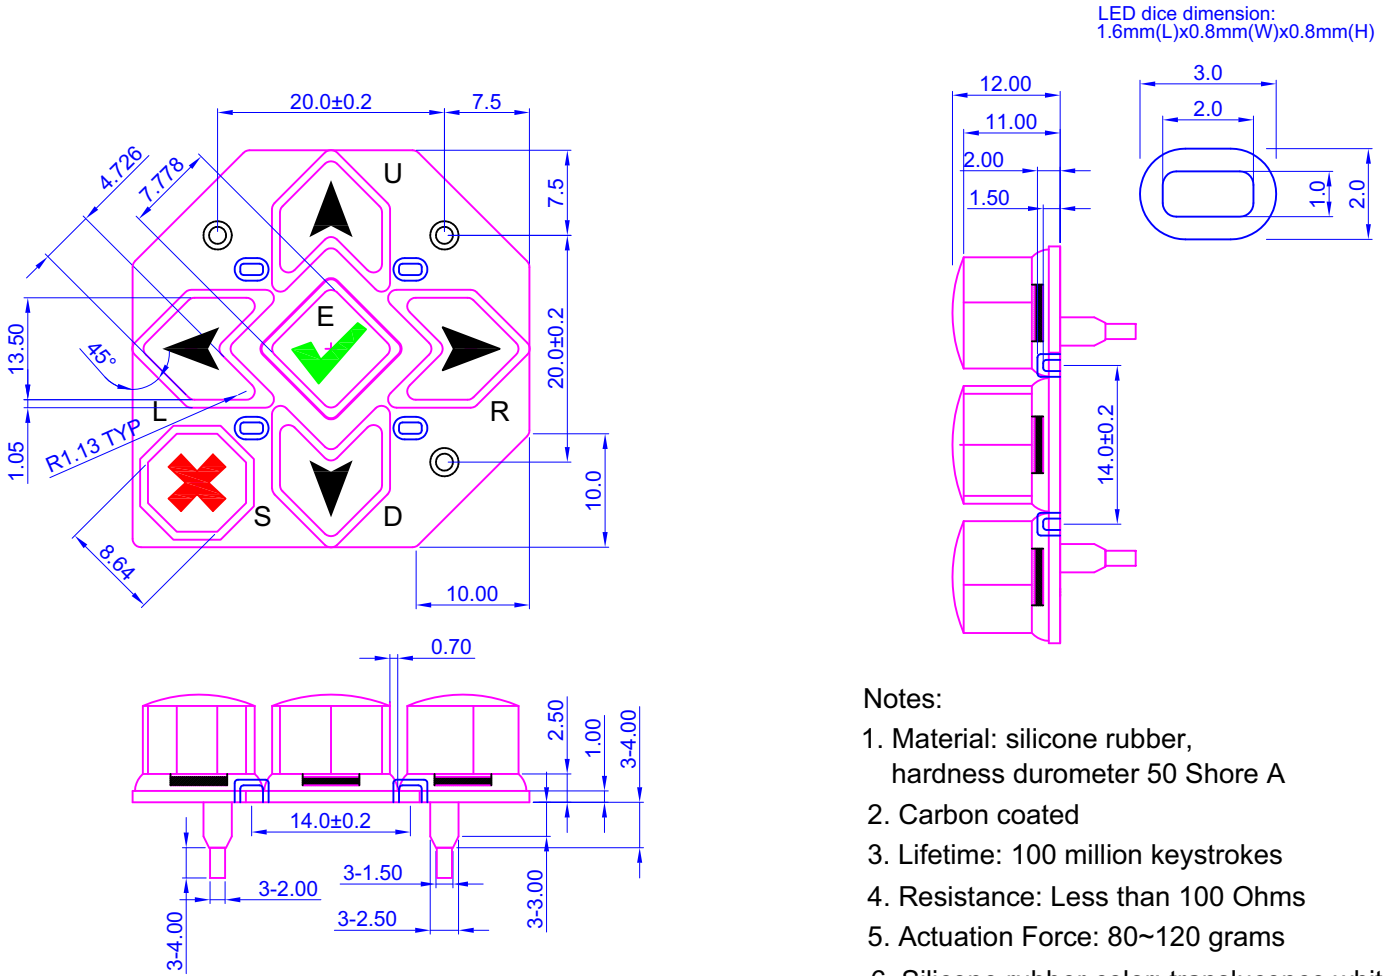 LED dice dimension:
1.6mm(L)x0.8mm(W)x0.8mm(H)
20.0±0.2
7.5
4.726
7.778
U
7.5
E
13.50
45°
20.0±0.2
L
R
1.05
R1.13 TYP
S
D
10.0
8.64
10.00
12.00
11.00
2.00
1.50
3.0
2.0
1.0
2.0
14.0±0.2
0.70
2.50
1.00
3-4.00
14.0±0.2
3-1.50
3-2.00
3-2.50
3-3.00
3-4.00
Notes:
1. Material: silicone rubber,
hardness durometer 50 Shore A
2. Carbon coated
3. Lifetime: 100 million keystrokes
4. Resistance: Less than 100 Ohms
5. Actuation Force: 80~120 grams